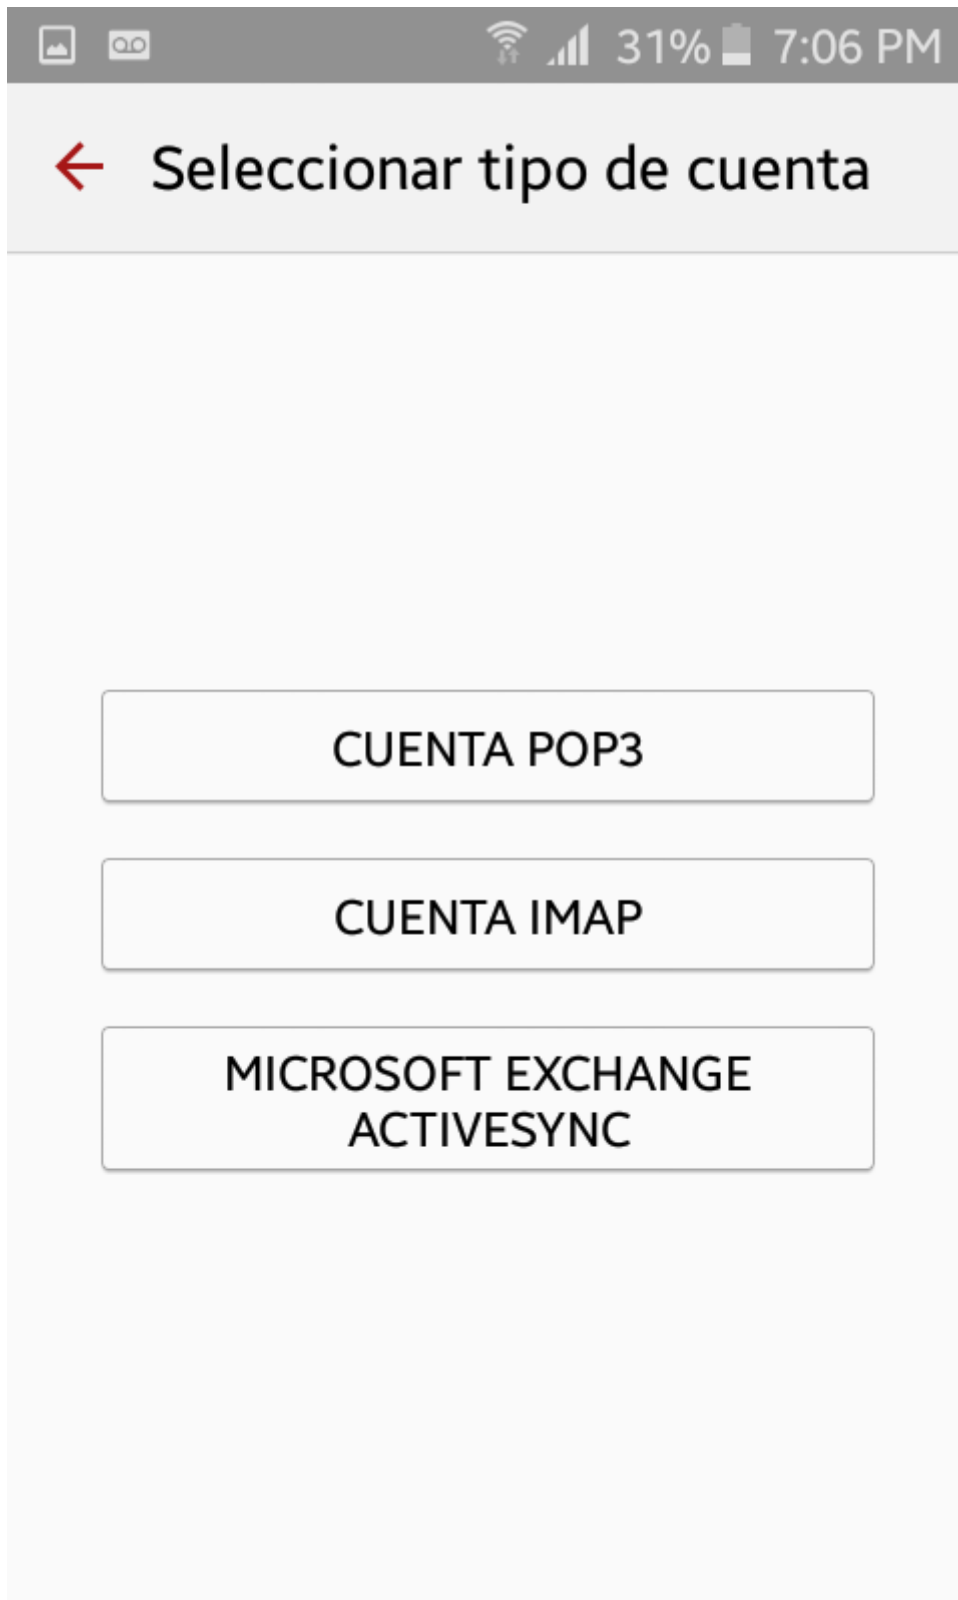 31% 7:06 PM
Seleccionar tipo de cuenta
CUENTA POP3
CUENTA IMAP
MICROSOFT EXCHANGE
ACTIVESYNC